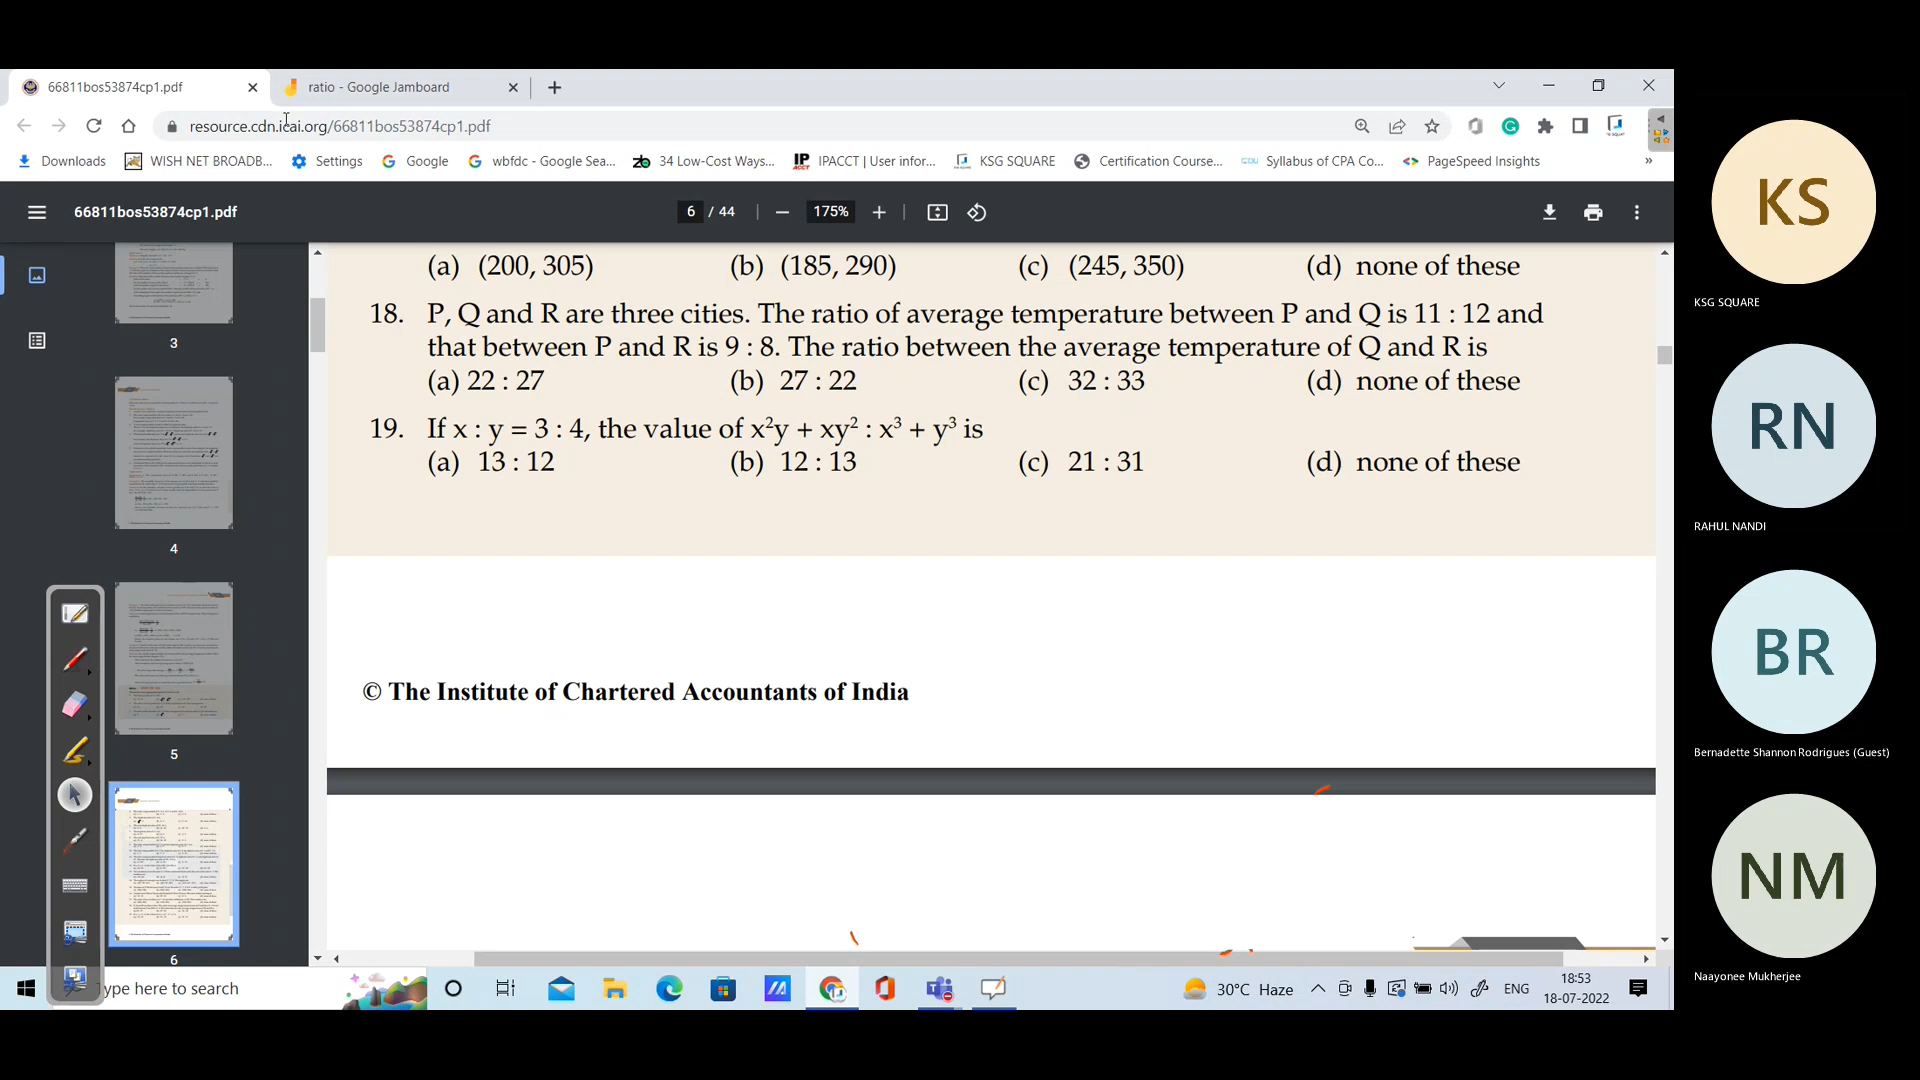 66811bos53874cp1.pdf
ratio - Google Jamboard
resource.cdn.icai.org/66811bos53874cp1.pdf
Downloads
WISH NET BROADB...
Settings
Google
wbfdc - Google Sea...
34 Low-Cost Ways...
IPACCT | User infor...
KSG SQUARE
Certification Course...
Syllabus of CPA Co...
PageSpeed Insights
»
66811bos53874cp1.pdf
6 / 44
175%
(a) (200, 305) (b) (185, 290) (c) (245, 350) (d) none of these
18. P, Q and R are three cities. The ratio of average temperature between P and Q is 11 : 12 and
that between P and R is 9 : 8. The ratio between the average temperature of Q and R is
(a) 22 : 27 (b) 27 : 22 (c) 32 : 33 (d) none of these
19. If x : y = 3 : 4, the value of x²y + xy² : x³ + y³ is
(a) 13 : 12 (b) 12 : 13 (c) 21 : 31 (d) none of these
© The Institute of Chartered Accountants of India
3
4
5
6
Type here to search
30°C Haze
ENG
18:53
18-07-2022
KS
KSG SQUARE
RN
RAHUL NANDI
BR
Bernadette Shannon Rodrigues (Guest)
NM
Naayonee Mukherjee